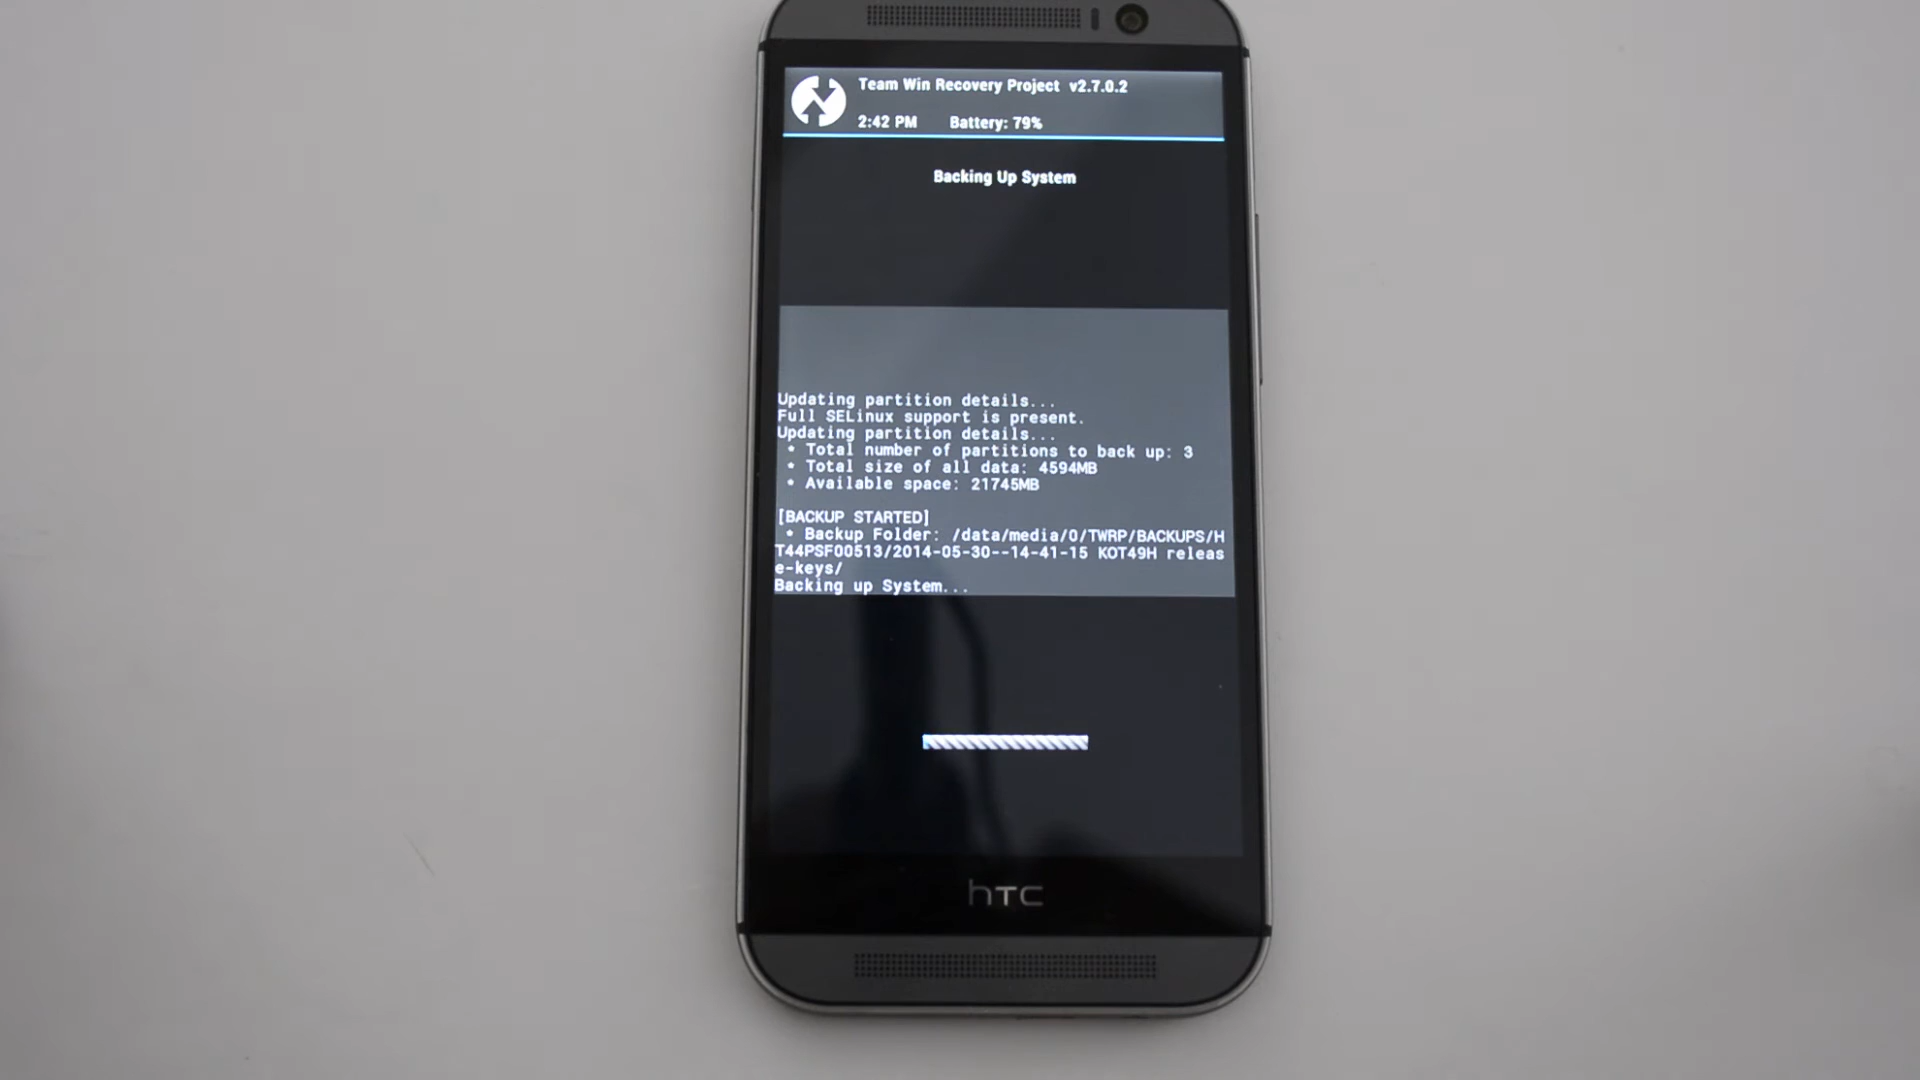 Team Win Recovery Project v2.7.0.2
2:42 PM Battery: 79%
Backing Up System
Updating partition details...
Full SELinux support is present.
Updating partition details...
* Total number of partitions to back up: 3
* Total size of all data: 4594MB
* Available space: 21745MB
[BACKUP STARTED]
* Backup Folder: /data/media/0/TWRP/BACKUPS/H
T44PSF00513/2014-05-30--14-41-15 KOT49H releas
e-keys/
Backing up System...
hTC